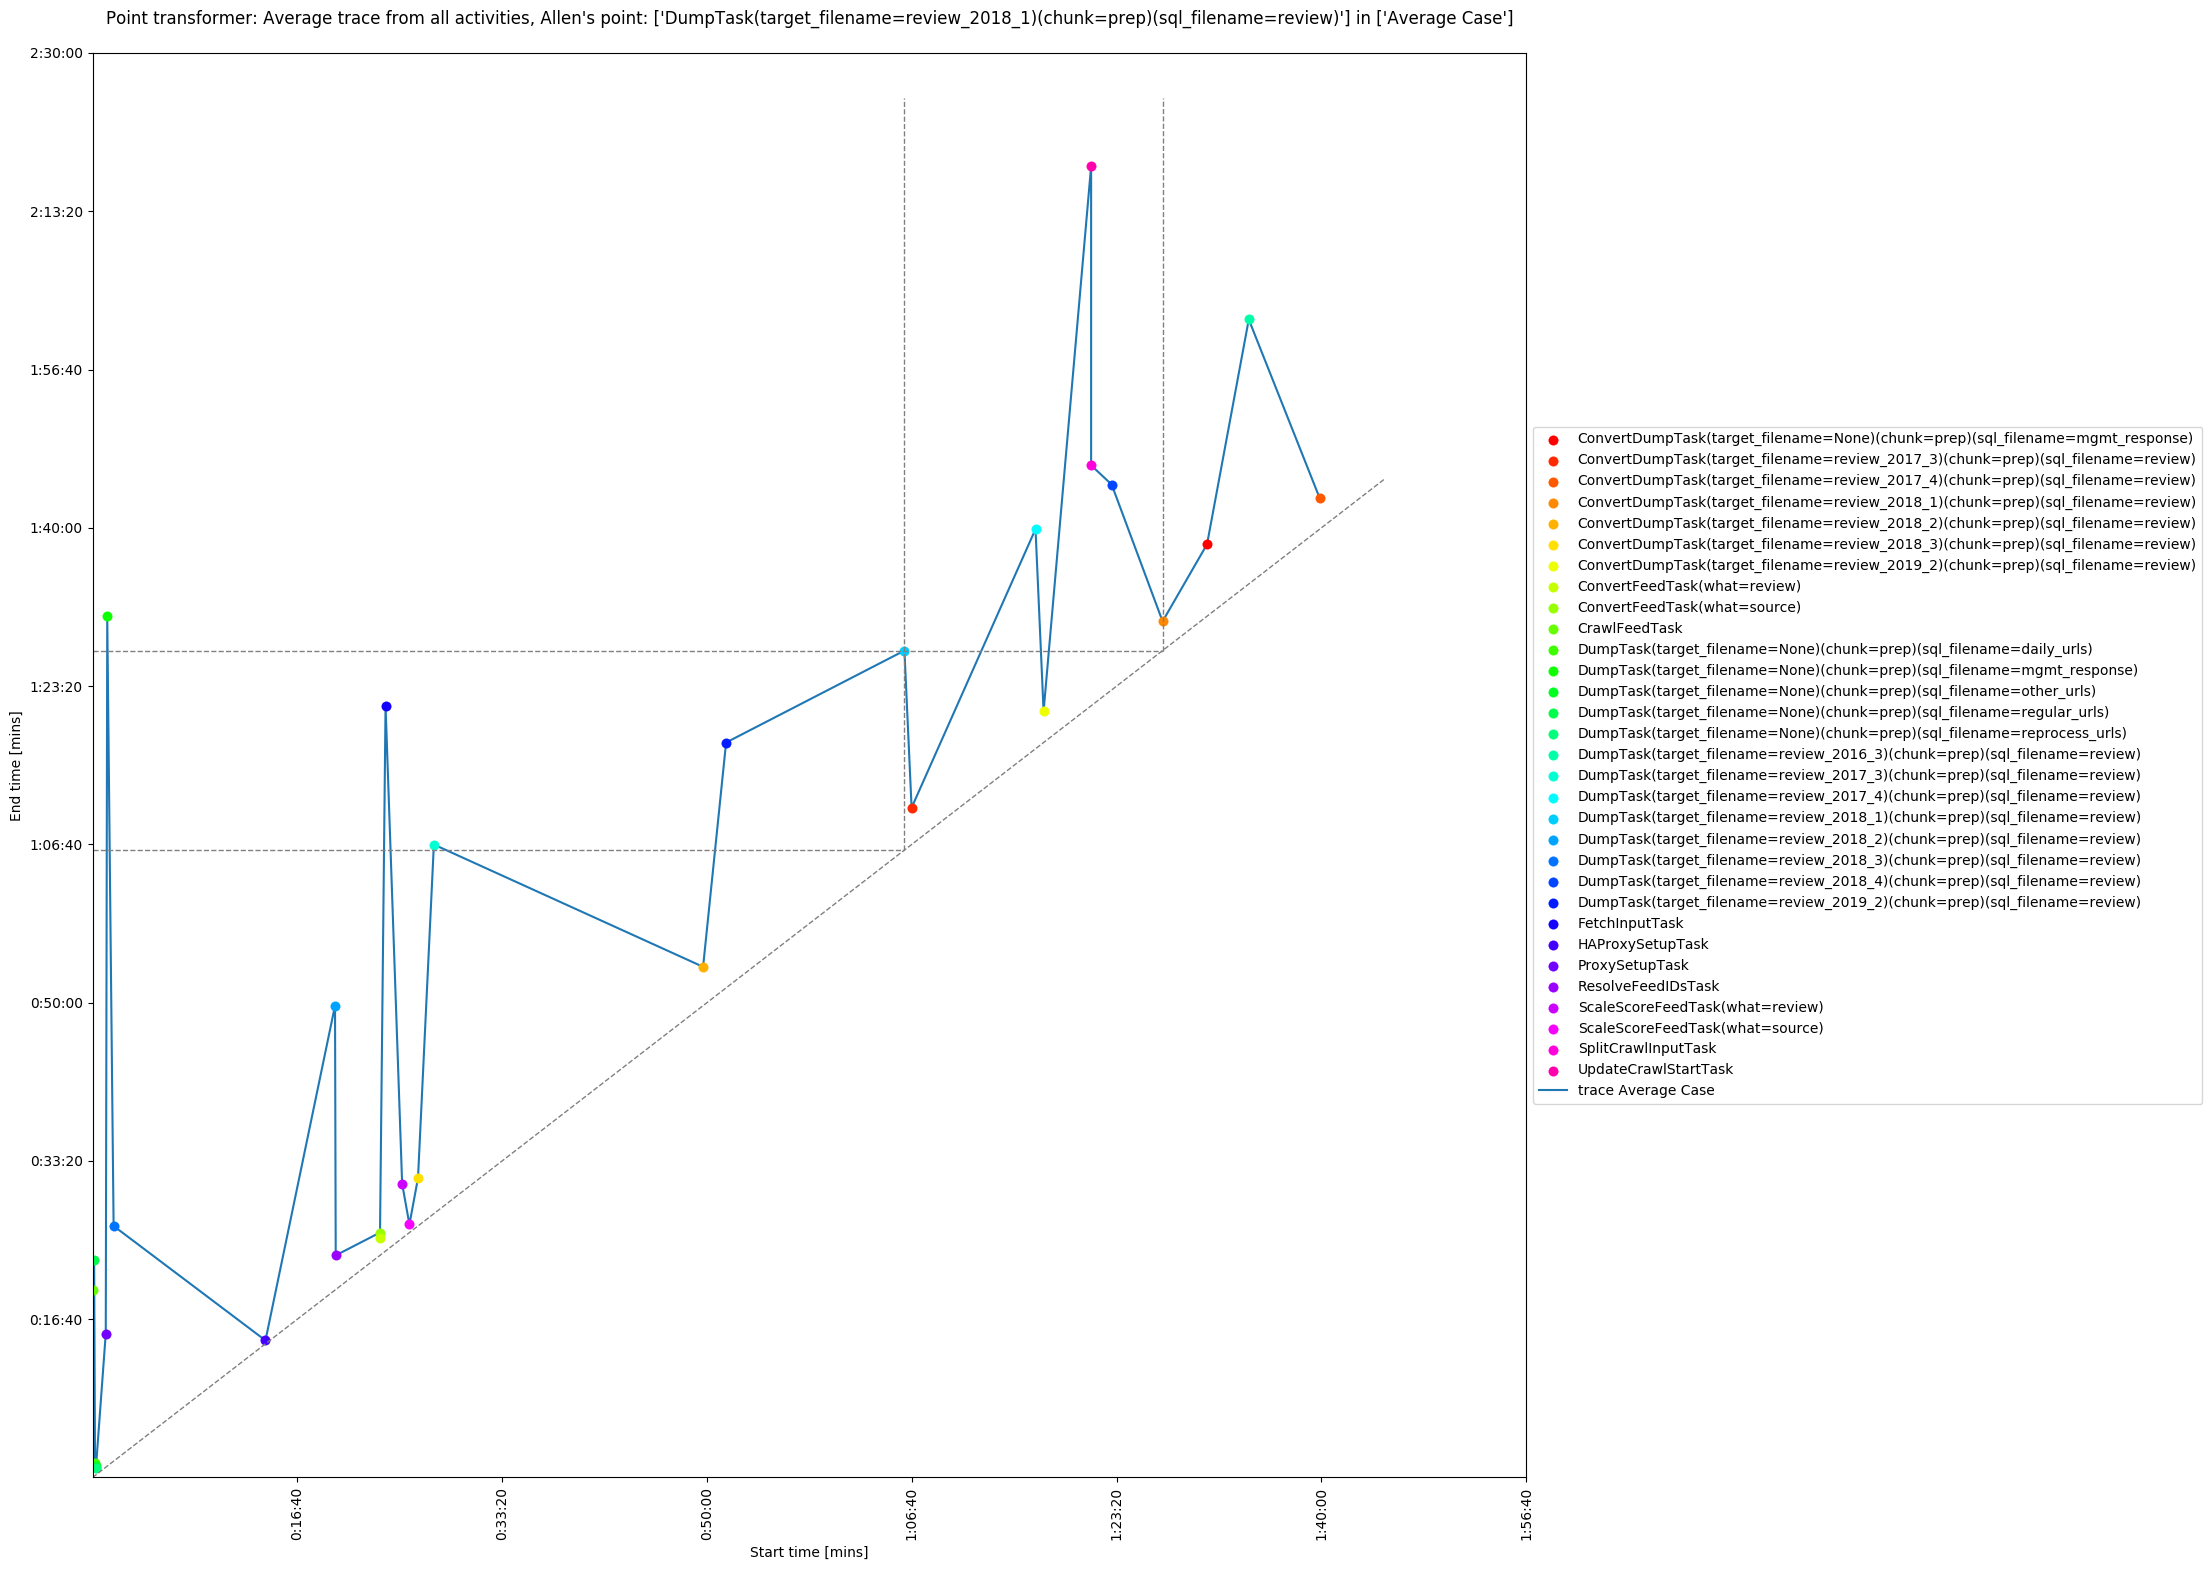 Point transformer: Average trace from all activities, Allen's point: ['DumpTask(target_filename=review_2018_1)(chunk=prep)(sql_filename=review)'] in ['Average Case']
2:30:00
2:13:20
1:56:40
1:40:00
1:23:20
1:06:40
0:50:00
0:33:20
0:16:40
End time [mins]
0:16:40
0:33:20
0:50:00
1:06:40
1:23:20
1:40:00
1:56:40
Start time [mins]
ConvertDumpTask(target_filename=None)(chunk=prep)(sql_filename=mgmt_response)
ConvertDumpTask(target_filename=review_2017_3)(chunk=prep)(sql_filename=review)
ConvertDumpTask(target_filename=review_2017_4)(chunk=prep)(sql_filename=review)
ConvertDumpTask(target_filename=review_2018_1)(chunk=prep)(sql_filename=review)
ConvertDumpTask(target_filename=review_2018_2)(chunk=prep)(sql_filename=review)
ConvertDumpTask(target_filename=review_2018_3)(chunk=prep)(sql_filename=review)
ConvertDumpTask(target_filename=review_2019_2)(chunk=prep)(sql_filename=review)
ConvertFeedTask(what=review)
ConvertFeedTask(what=source)
CrawlFeedTask
DumpTask(target_filename=None)(chunk=prep)(sql_filename=daily_urls)
DumpTask(target_filename=None)(chunk=prep)(sql_filename=mgmt_response)
DumpTask(target_filename=None)(chunk=prep)(sql_filename=other_urls)
DumpTask(target_filename=None)(chunk=prep)(sql_filename=regular_urls)
DumpTask(target_filename=None)(chunk=prep)(sql_filename=reprocess_urls)
DumpTask(target_filename=review_2016_3)(chunk=prep)(sql_filename=review)
DumpTask(target_filename=review_2017_3)(chunk=prep)(sql_filename=review)
DumpTask(target_filename=review_2017_4)(chunk=prep)(sql_filename=review)
DumpTask(target_filename=review_2018_1)(chunk=prep)(sql_filename=review)
DumpTask(target_filename=review_2018_2)(chunk=prep)(sql_filename=review)
DumpTask(target_filename=review_2018_3)(chunk=prep)(sql_filename=review)
DumpTask(target_filename=review_2018_4)(chunk=prep)(sql_filename=review)
DumpTask(target_filename=review_2019_2)(chunk=prep)(sql_filename=review)
FetchInputTask
HAProxySetupTask
ProxySetupTask
ResolveFeedIDsTask
ScaleScoreFeedTask(what=review)
ScaleScoreFeedTask(what=source)
SplitCrawlInputTask
UpdateCrawlStartTask
trace Average Case